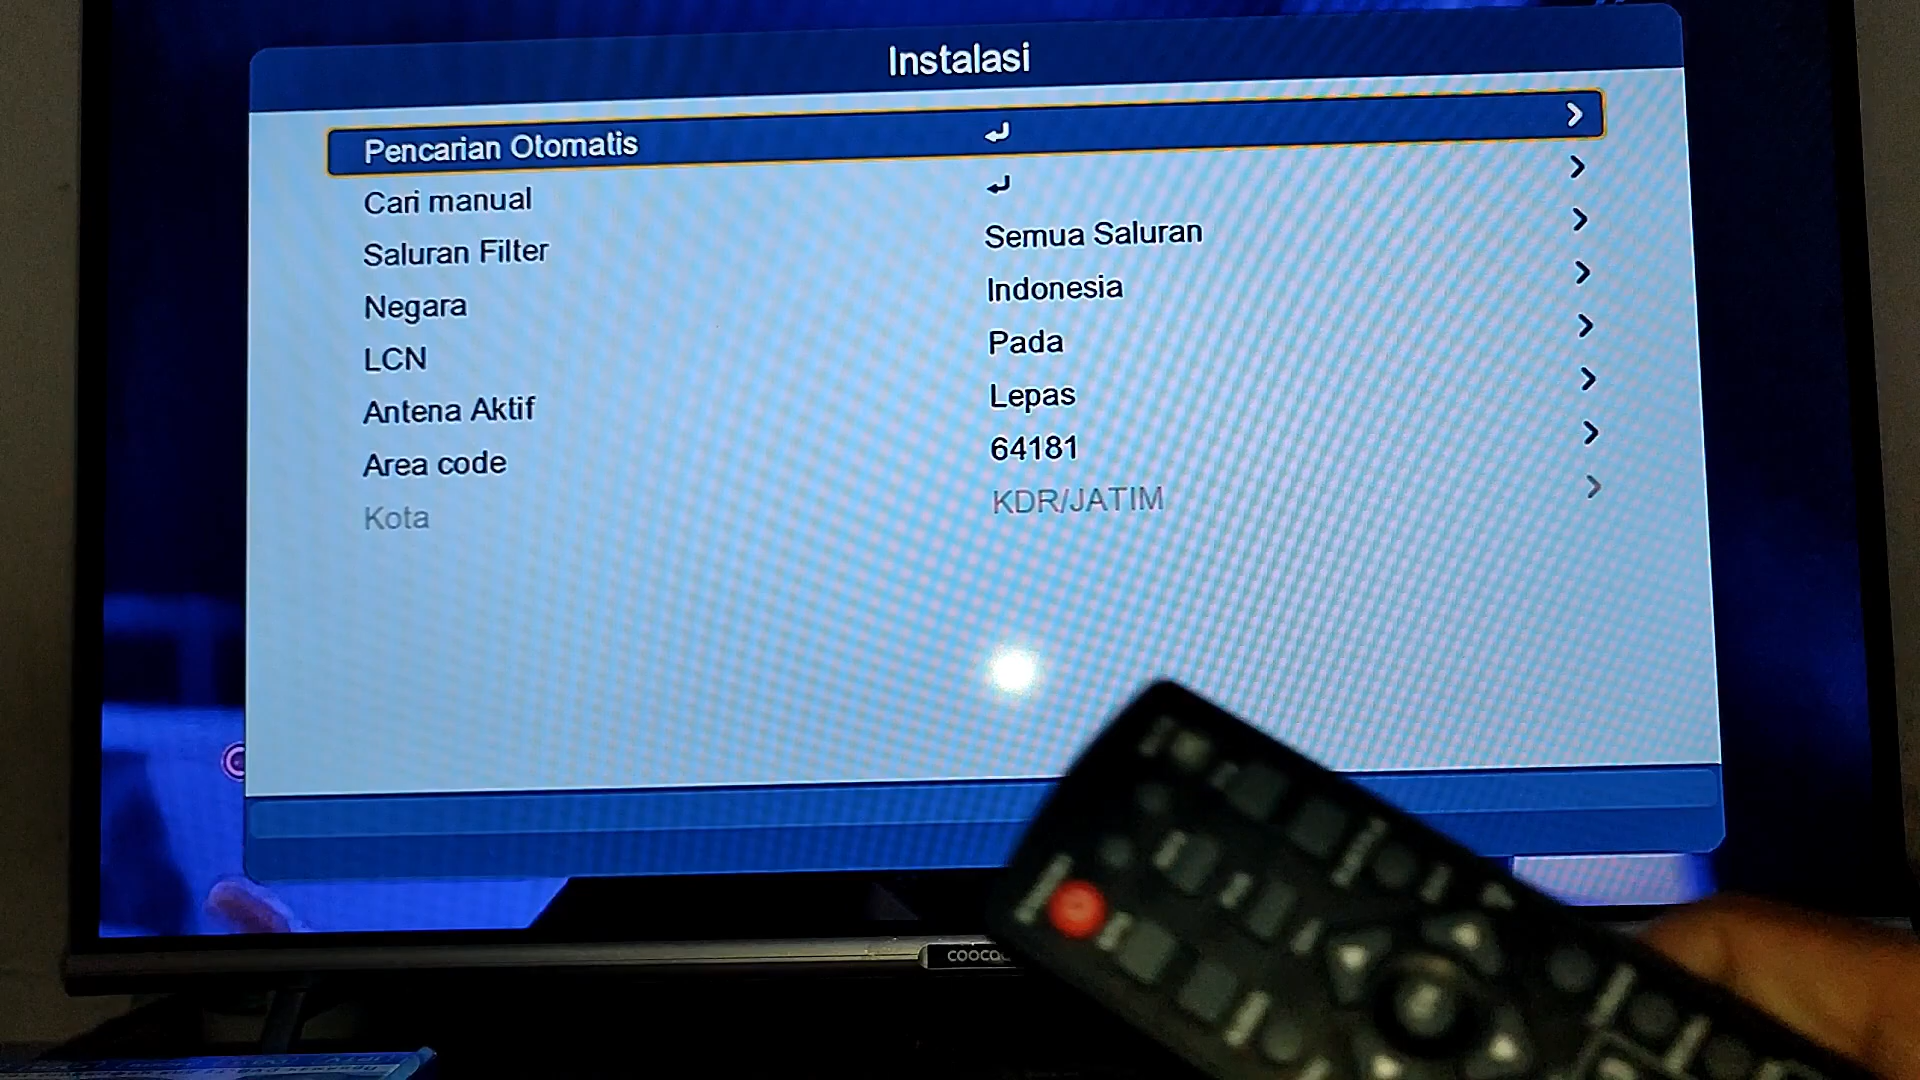 Instalasi
Pencarian Otomatis
Cari manual
Saluran Filter Semua Saluran
Negara Indonesia
LCN Pada
Antena Aktif Lepas
Area code 64181
Kota KDR/JATIM